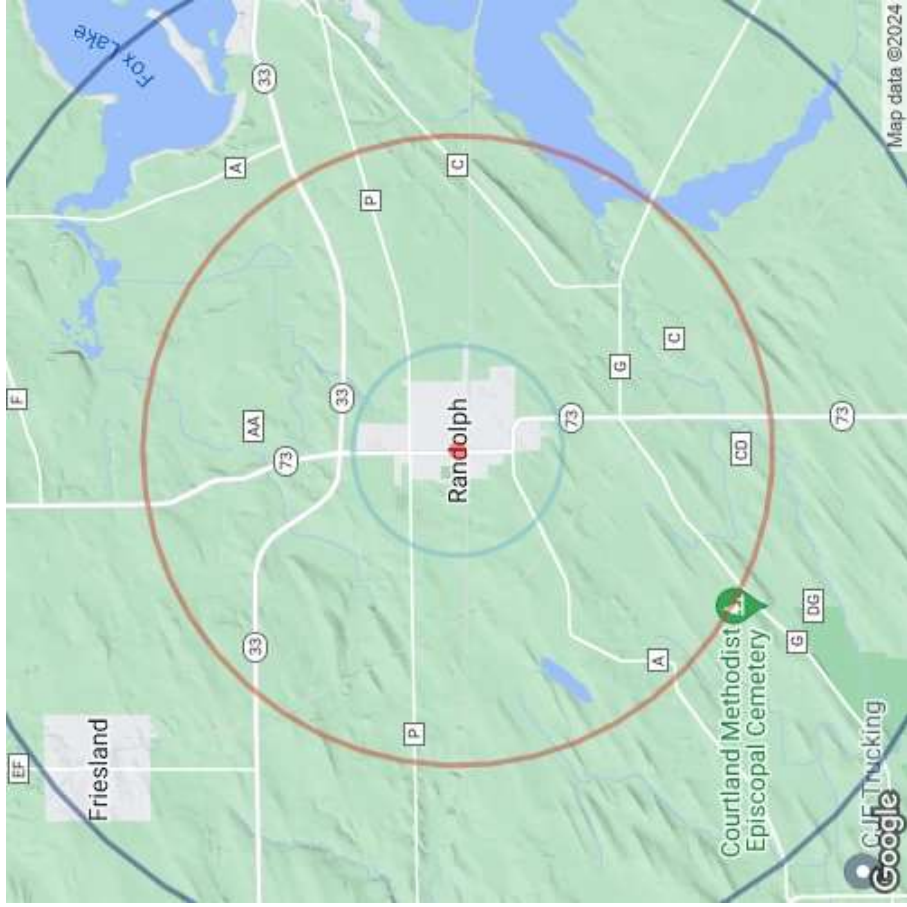 Fox Lake
33
A
C
P
F
AA
33
73
Randolph
G
C
73
73
CD
33
EF
Friesland
P
A
Courtland Methodist
Episcopal Cemetery
DG
G
CJF Trucking
Google
Map data ©2024